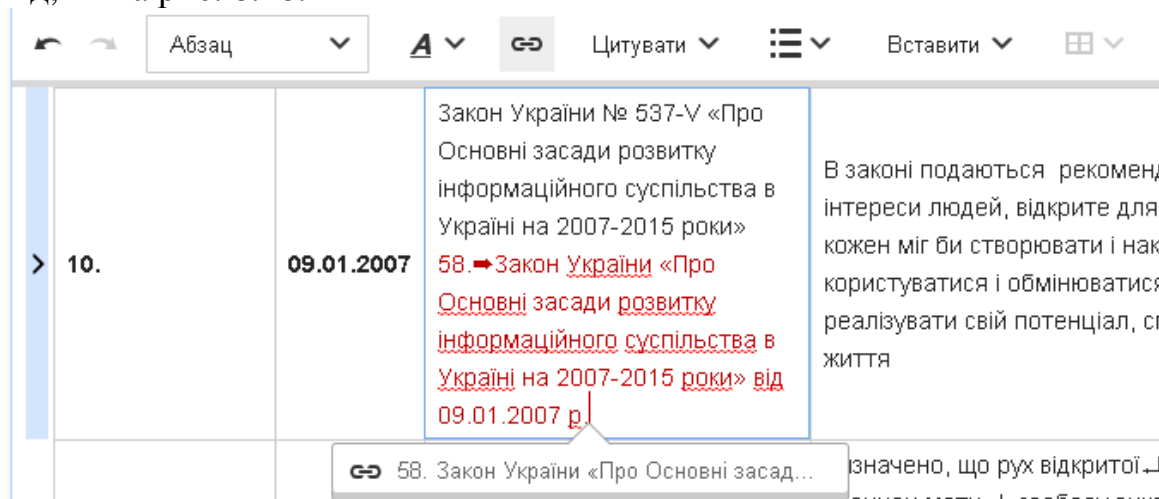 Абзац А Цитувати Вставити
10.
09.01.2007
Закон України № 537-V «Про
Основні засади розвитку
інформаційного суспільства в
Україні на 2007-2015 роки»
58.➡Закон України «Про
Основні засади розвитку
інформаційного суспільства в
Україні на 2007-2015 роки» від
09.01.2007 р.
В законі подаються рекоменд
інтереси людей, відкрите для
кожен міг би створювати і нак
користуватися і обмінюватися
реалізувати свій потенціал, сп
життя
58. Закон України «Про Основні засад...
значено, що рух відкритої